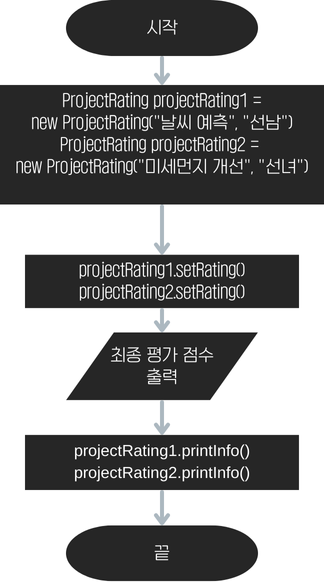 시작
ProjectRating projectRating1 =
new ProjectRating("날씨 예측", "선남")
ProjectRating projectRating2 =
new ProjectRating("미세먼지 개선", "선녀")
projectRating1.setRating()
projectRating2.setRating()
최종 평가 점수
출력
projectRating1.printInfo()
projectRating2.printInfo()
끝